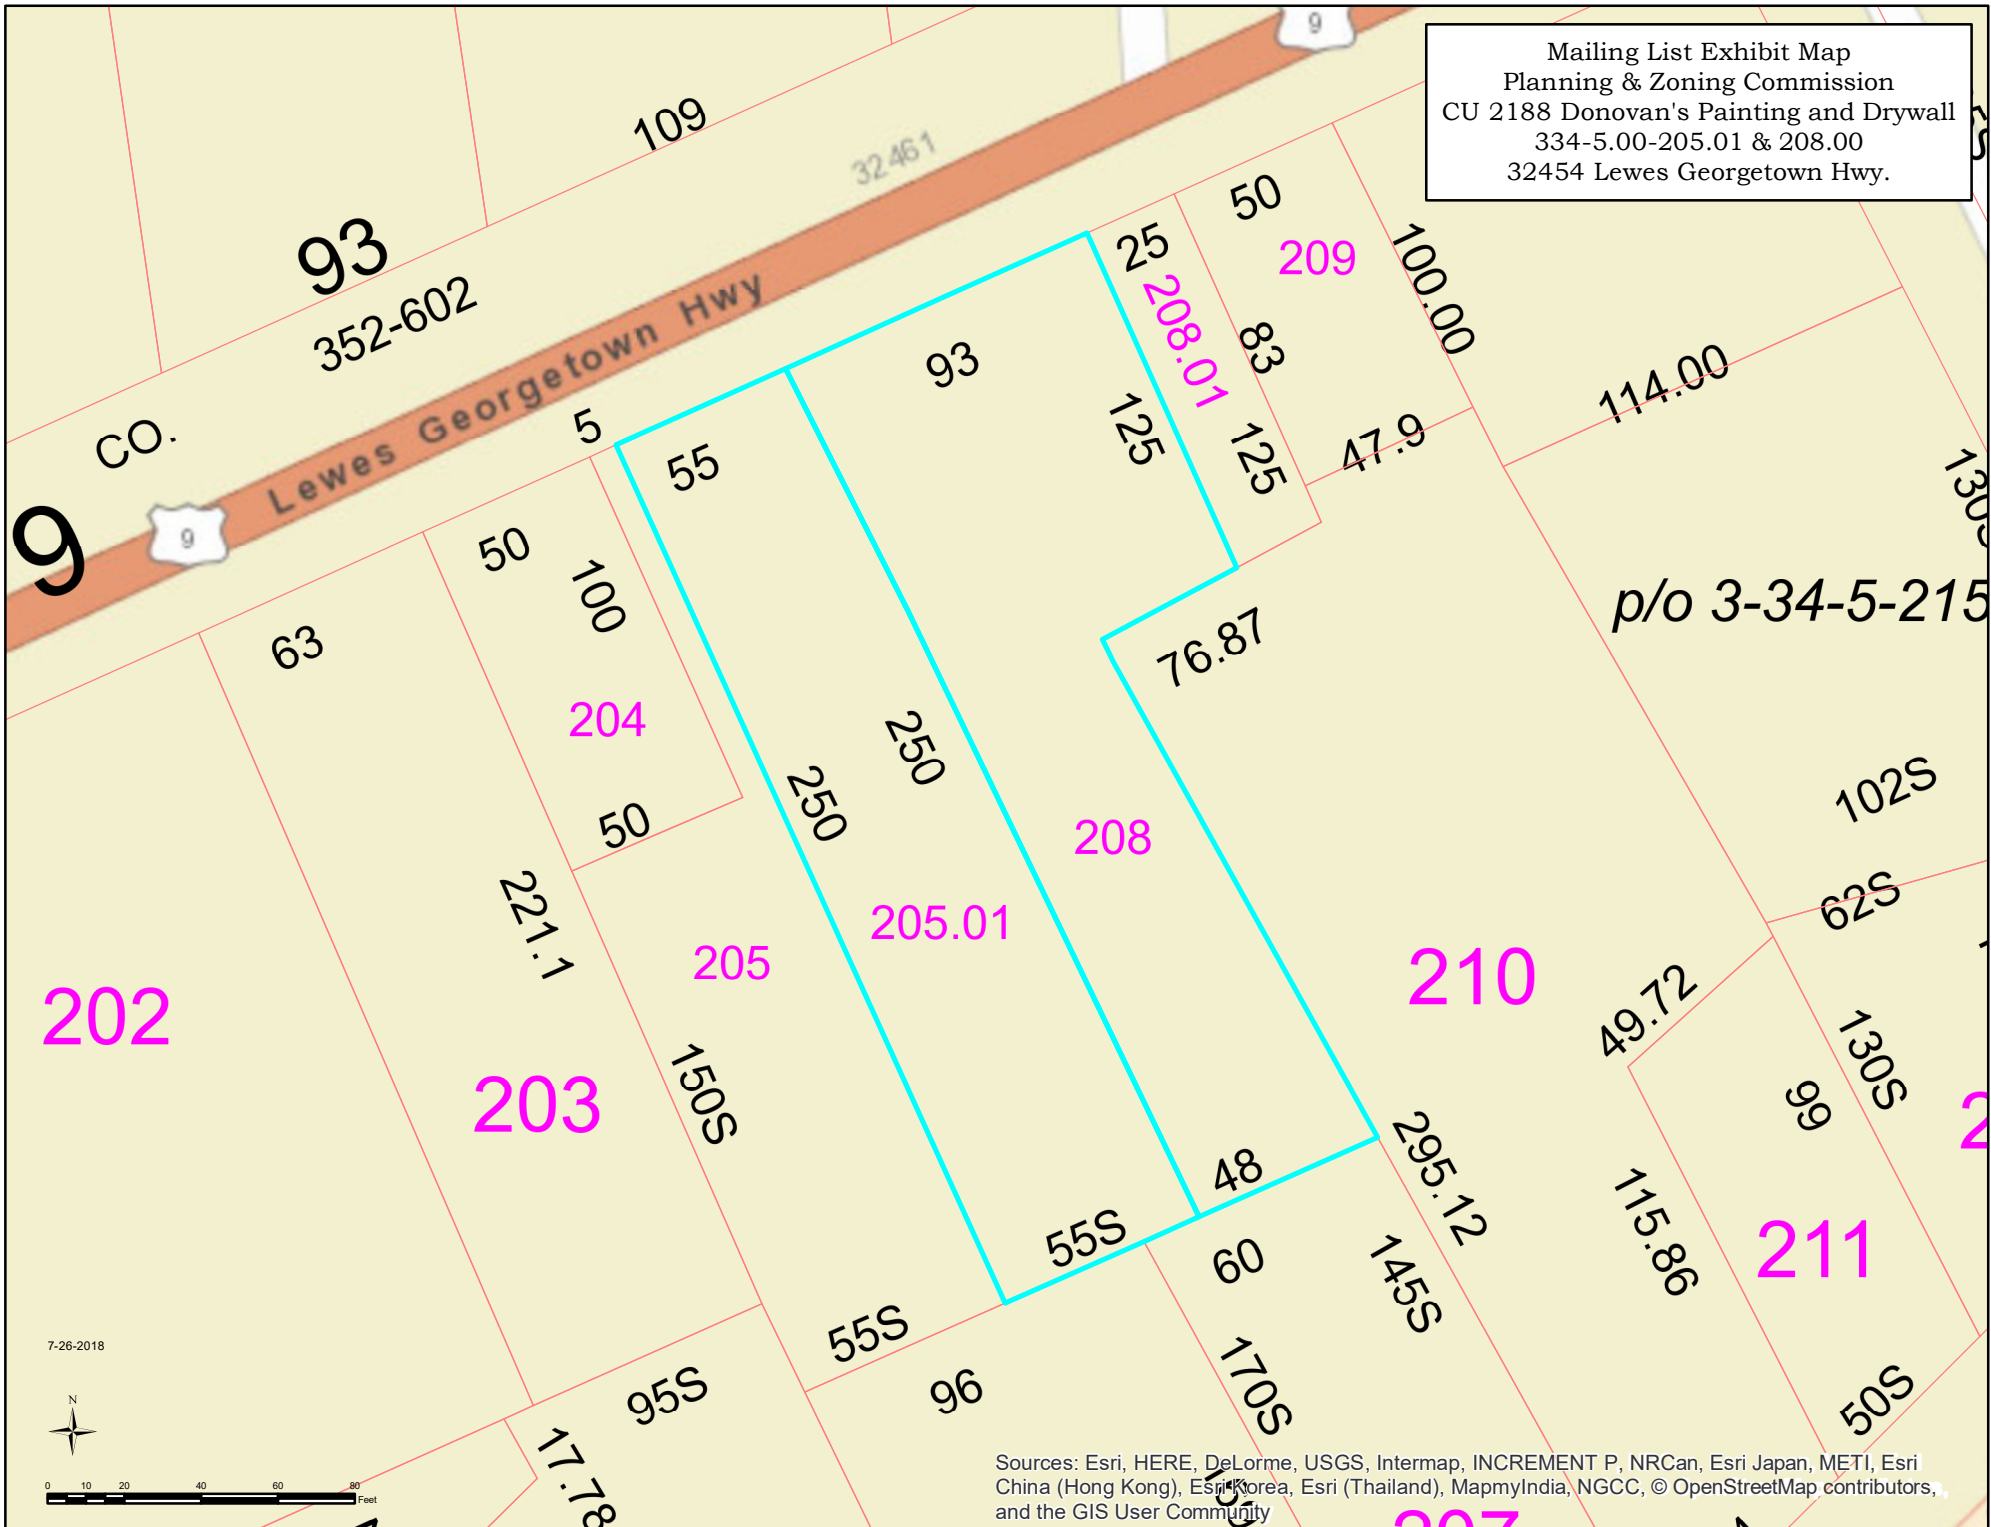 9
Mailing List Exhibit Map
Planning & Zoning Commission
CU 2188 Donovan's Painting and Drywall
334-5.00-205.01 & 208.00
32454 Lewes Georgetown Hwy.
109
32461
93
352-602
50
25
209
100.00
208.01
83
Lewes Georgetown Hwy
93
114.00
CO.
5
55
125
125
47.9
130S
9
9
50
100
63
p/o 3-34-5-215
76.87
204
250
250
50
208
102S
62S
221.1
205.01
205
210
202
49.72
203
150S
130S
99
48
295.12
115.86
55S
60
145S
211
55S
7-26-2018
N
95S
96
170S
50S
17.78
0 10 20 40 60 80
Feet
Sources: Esri, HERE, DeLorme, USGS, Intermap, INCREMENT P, NRCan, Esri Japan, METI, Esri
China (Hong Kong), Esri Korea, Esri (Thailand), MapmyIndia, NGCC, © OpenStreetMap contributors,
and the GIS User Community
207